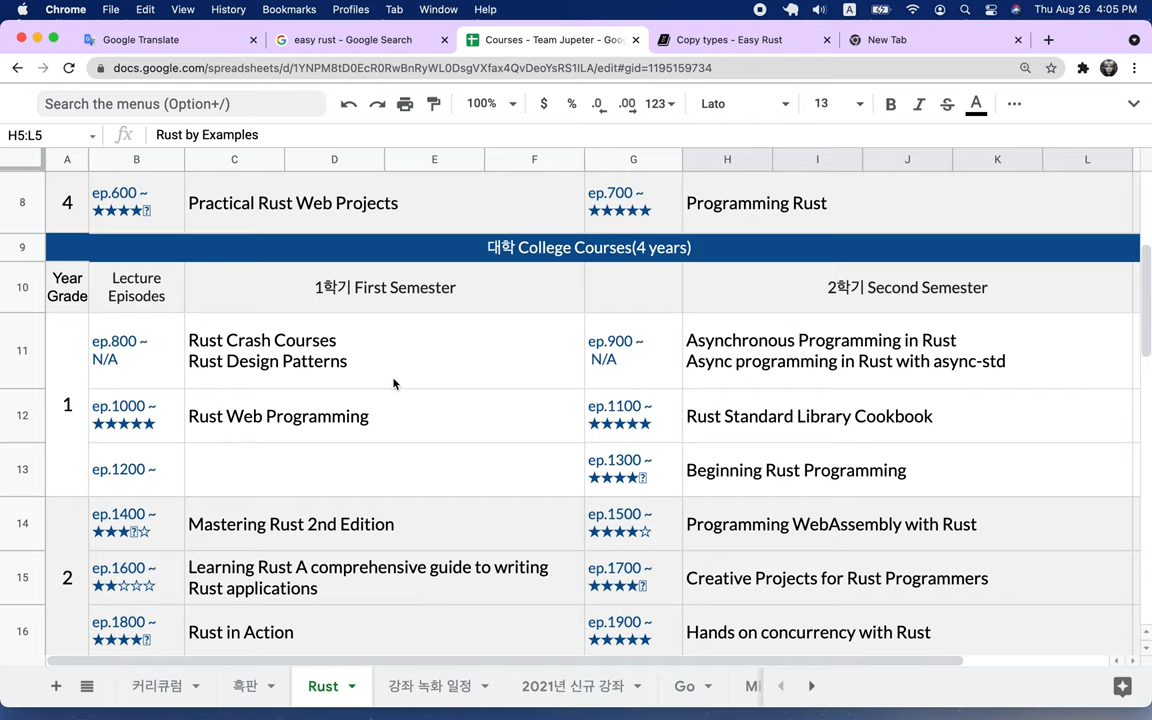 Chrome File Edit View History Bookmarks Profiles Tab Window Help A Thu Aug 26 4:05 PM
Google Translate easy rust - Google Search Courses - Team Jupeter - Goo Copy types - Easy Rust New Tab
docs.google.com/spreadsheets/d/1YNPM8tD0EcR0RwBnRyWL0DsgVXfax4QvDeoYsRS1ILA/edit#gid=1195159734
Search the menus (Option+/) 100% $ % .0 .00 123 Lato 13 B I S A
H5:L5 fx Rust by Examples
A B C D E F G H I J K L
8 4 ep.600 ~ Practical Rust Web Projects ep.700 ~ Programming Rust
★★★★⍰ ★★★★★
9 대학 College Courses(4 years)
10 Year Grade Lecture Episodes 1학기 First Semester 2학기 Second Semester
11 ep.800 ~ Rust Crash Courses ep.900 ~ Asynchronous Programming in Rust
N/A Rust Design Patterns N/A Async programming in Rust with async-std
1
12 ep.1000 ~ Rust Web Programming ep.1100 ~ Rust Standard Library Cookbook
★★★★★ ★★★★★
13 ep.1200 ~ ep.1300 ~ Beginning Rust Programming
★★★★⍰
14 ep.1400 ~ Mastering Rust 2nd Edition ep.1500 ~ Programming WebAssembly with Rust
★★★⍰☆ ★★★★☆
15 2 ep.1600 ~ Learning Rust A comprehensive guide to writing ep.1700 ~ Creative Projects for Rust Programmers
★★☆☆☆ Rust applications ★★★★⍰
16 ep.1800 ~ Rust in Action ep.1900 ~ Hands on concurrency with Rust
★★★★⍰ ★★★★★
커리큐럼 흑판 Rust 강좌 녹화 일정 2021년 신규 강좌 Go Mi